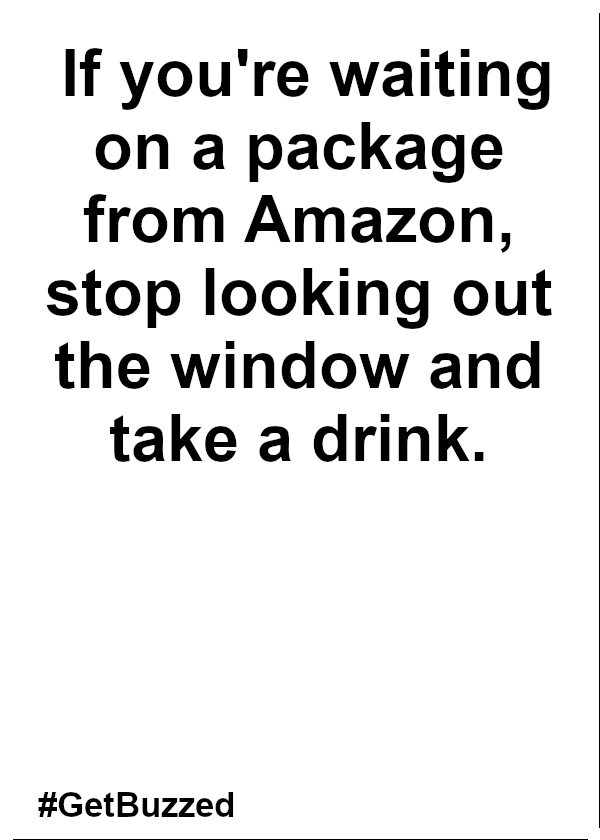 If you're waiting
on a package
from Amazon,
stop looking out
the window and
take a drink.
#GetBuzzed